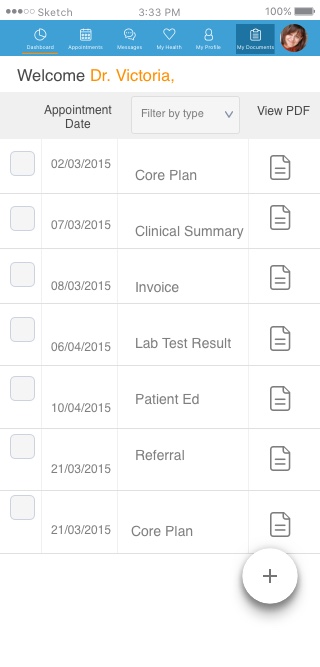 Sketch 3:33 PM 100%
Dashboard Appointments Messages My Health My Profile My Documents
Welcome Dr. Victoria,
Appointment Date Filter by type View PDF
02/03/2015 Core Plan
07/03/2015 Clinical Summary
08/03/2015 Invoice
06/04/2015 Lab Test Result
10/04/2015 Patient Ed
21/03/2015 Referral
21/03/2015 Core Plan
+